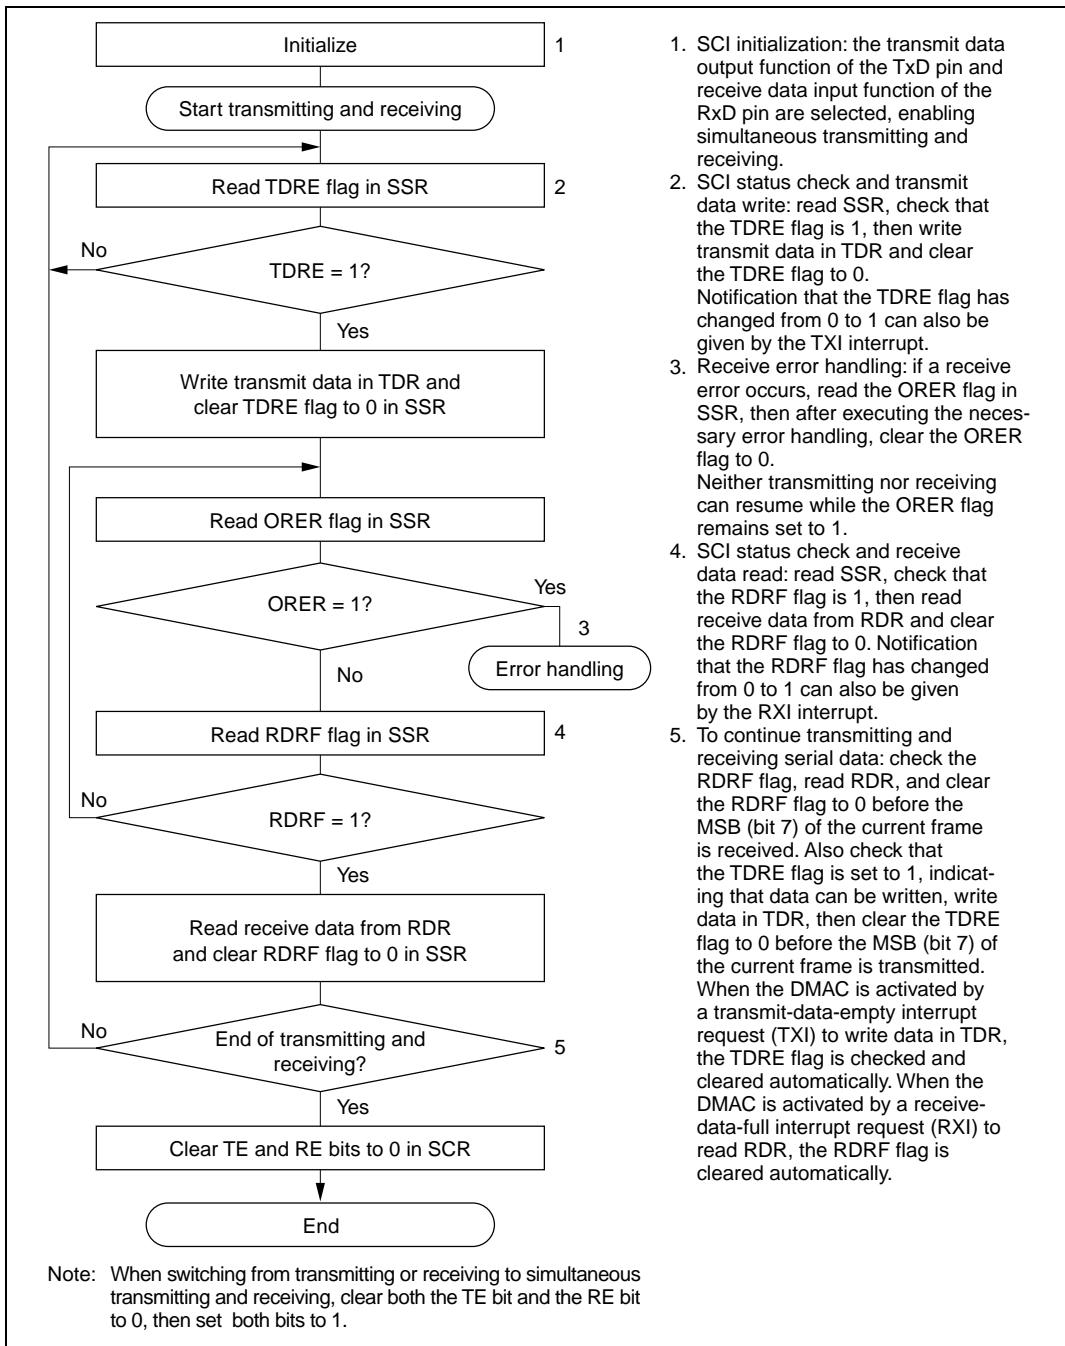 Initialize
1
Start transmitting and receiving
Read TDRE flag in SSR
2
No
TDRE = 1?
Yes
Write transmit data in TDR and
clear TDRE flag to 0 in SSR
Read ORER flag in SSR
ORER = 1?
Yes
3
Error handling
No
Read RDRF flag in SSR
4
No
RDRF = 1?
Yes
Read receive data from RDR
and clear RDRF flag to 0 in SSR
No
End of transmitting and
receiving?
5
Yes
Clear TE and RE bits to 0 in SCR
End
1. SCI initialization: the transmit data
output function of the TxD pin and
receive data input function of the
RxD pin are selected, enabling
simultaneous transmitting and
receiving.
2. SCI status check and transmit
data write: read SSR, check that
the TDRE flag is 1, then write
transmit data in TDR and clear
the TDRE flag to 0.
Notification that the TDRE flag has
changed from 0 to 1 can also be
given by the TXI interrupt.
3. Receive error handling: if a receive
error occurs, read the ORER flag in
SSR, then after executing the neces-
sary error handling, clear the ORER
flag to 0.
Neither transmitting nor receiving
can resume while the ORER flag
remains set to 1.
4. SCI status check and receive
data read: read SSR, check that
the RDRF flag is 1, then read
receive data from RDR and clear
the RDRF flag to 0. Notification
that the RDRF flag has changed
from 0 to 1 can also be given
by the RXI interrupt.
5. To continue transmitting and
receiving serial data: check the
RDRF flag, read RDR, and clear
the RDRF flag to 0 before the
MSB (bit 7) of the current frame
is received. Also check that
the TDRE flag is set to 1, indicat-
ing that data can be written, write
data in TDR, then clear the TDRE
flag to 0 before the MSB (bit 7) of
the current frame is transmitted.
When the DMAC is activated by
a transmit-data-empty interrupt
request (TXI) to write data in TDR,
the TDRE flag is checked and
cleared automatically. When the
DMAC is activated by a receive-
data-full interrupt request (RXI) to
read RDR, the RDRF flag is
cleared automatically.
Note: When switching from transmitting or receiving to simultaneous
transmitting and receiving, clear both the TE bit and the RE bit
to 0, then set both bits to 1.